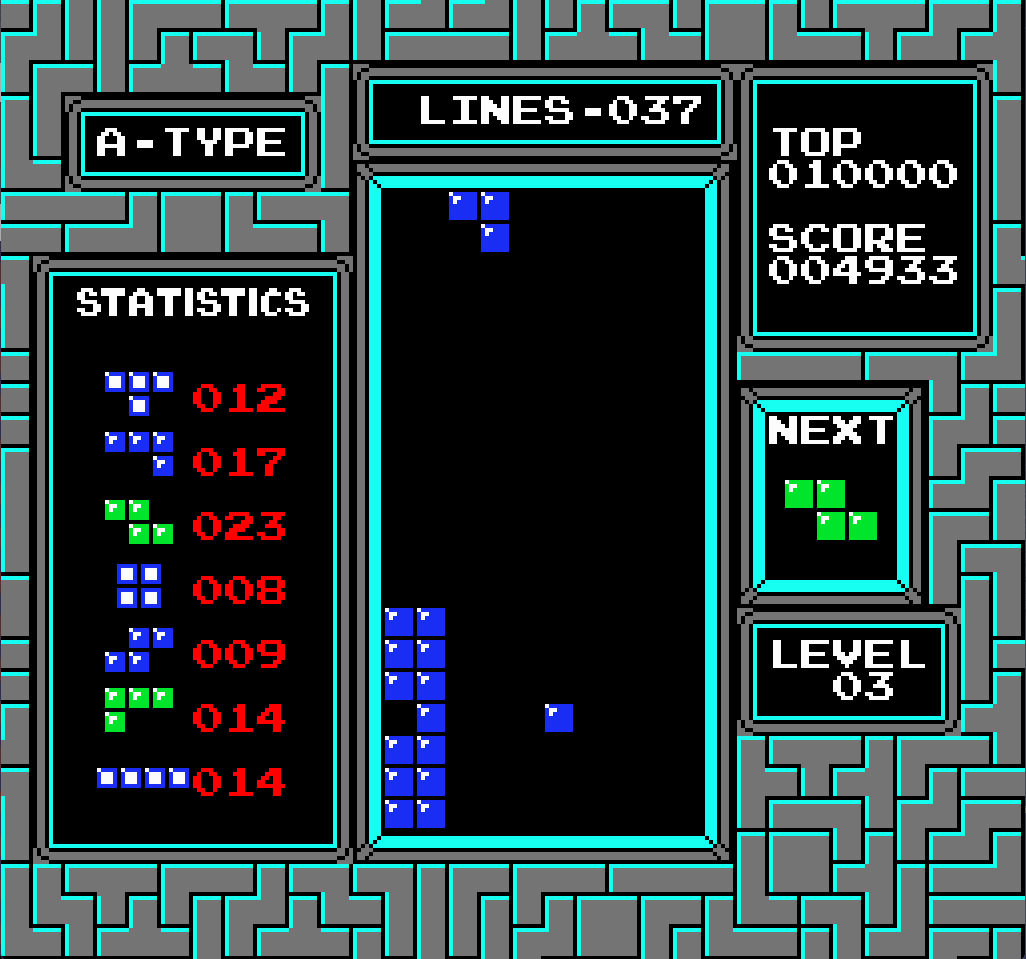 A-TYPE
LINES-037
TOP
010000
SCORE
004933
STATISTICS
012
017
023
008
009
014
014
NEXT
LEVEL
03